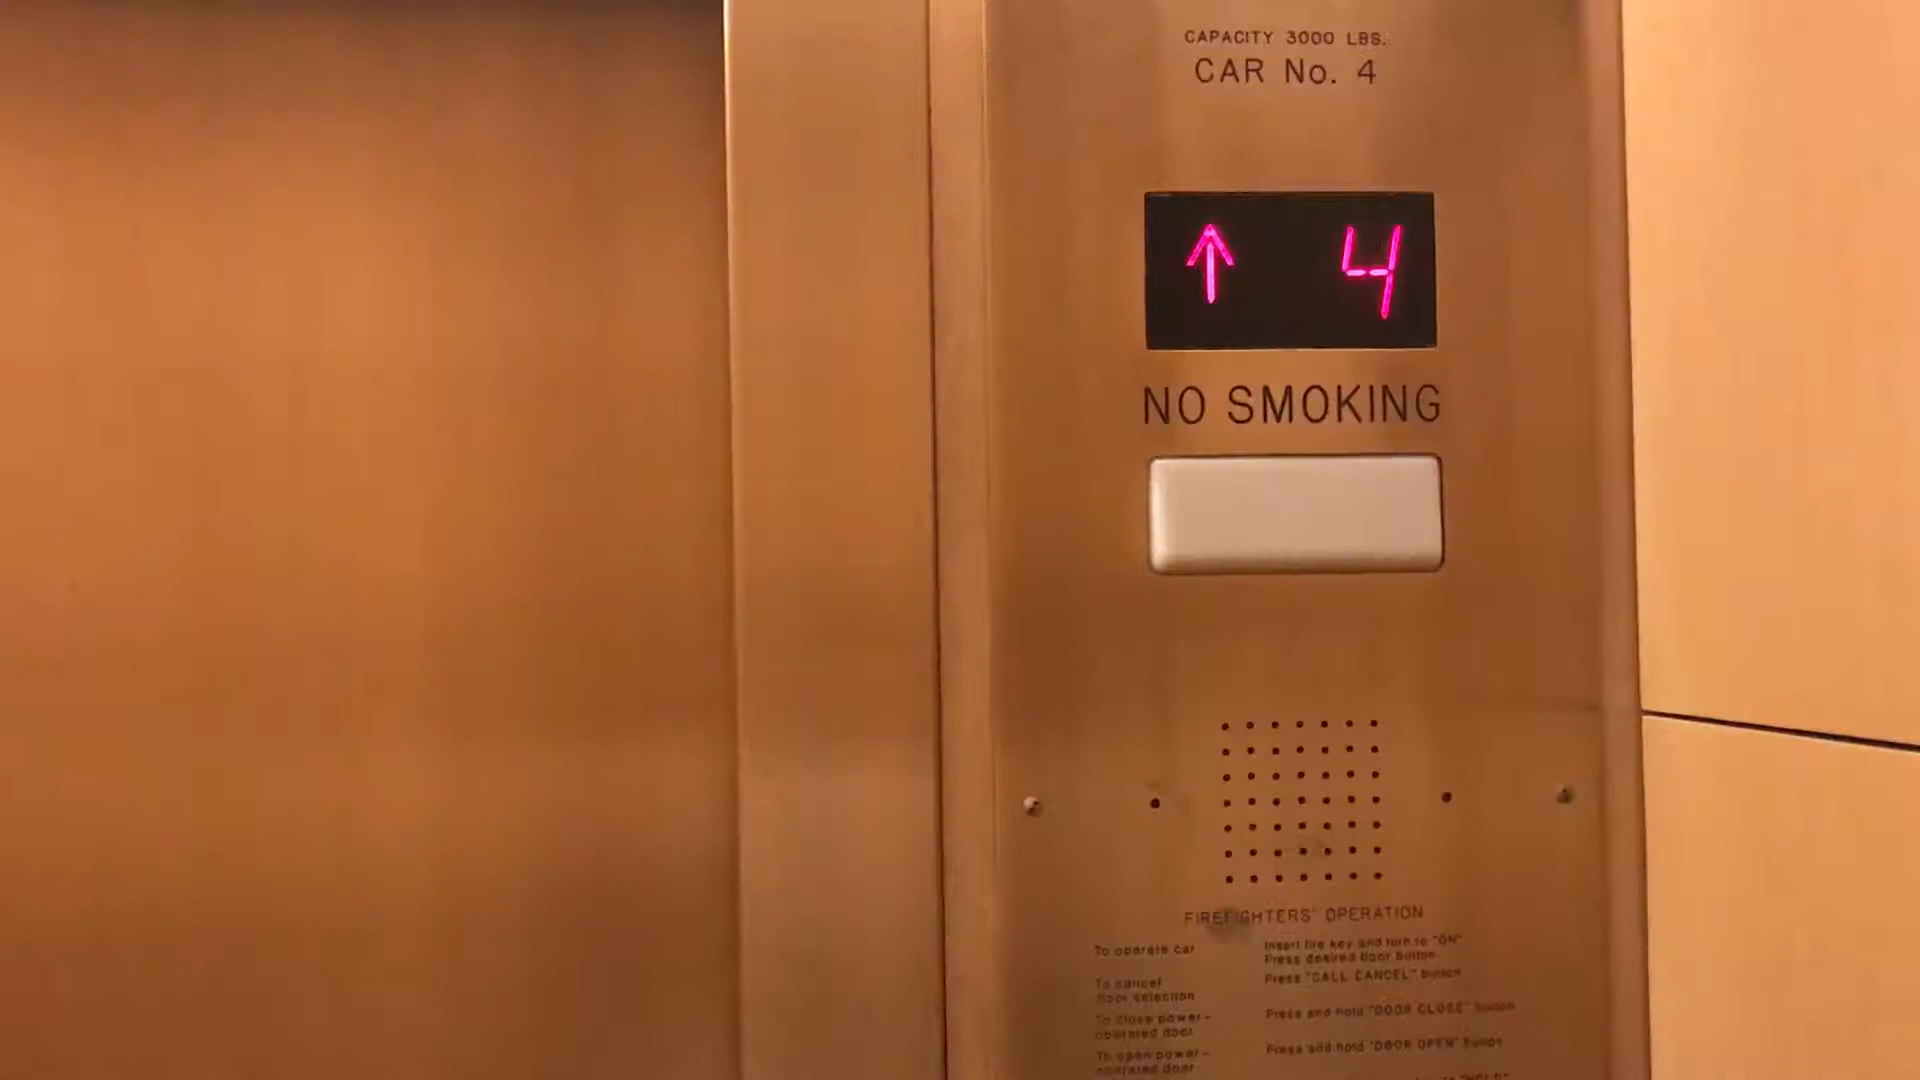 CAPACITY 3000 LBS.
CAR No. 4
↑ 4
NO SMOKING
FIREFIGHTERS' OPERATION
To operate car
Insert fire key and turn to "ON"
Press desired floor button
To cancel
floor selection
Press "CALL CANCEL" button
To close power-
operated door
Press and hold "DOOR CLOSE" button
To open power-
operated door
Press and hold "DOOR OPEN" button
"HOLD"